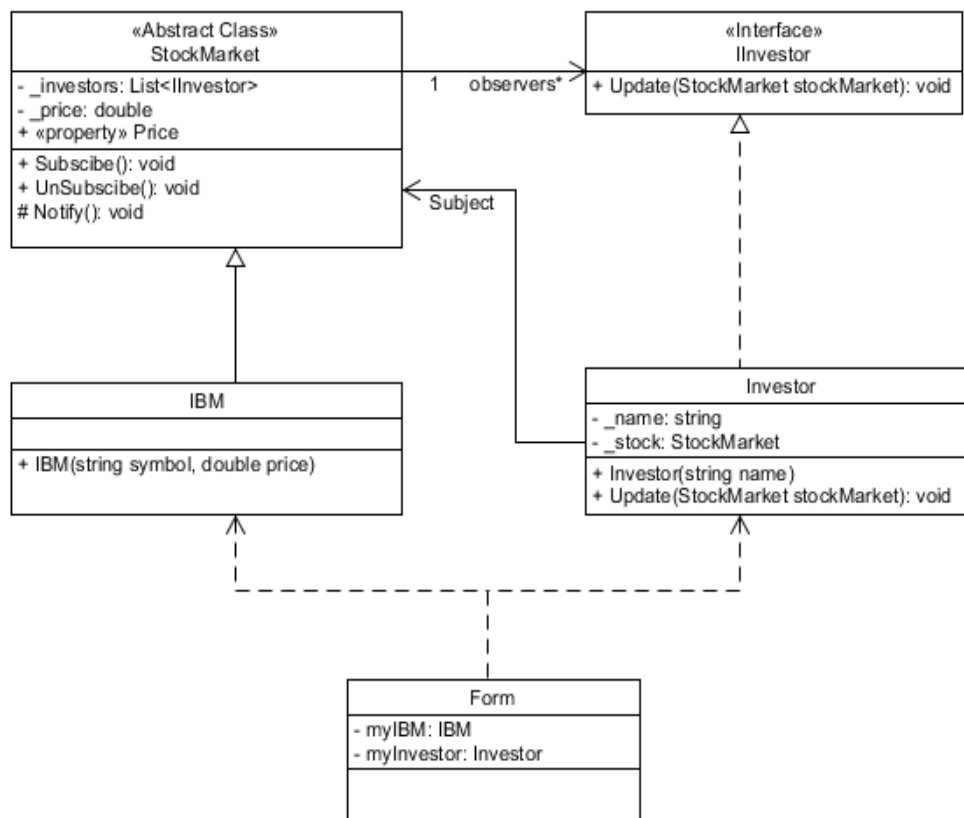 «Abstract Class»
StockMarket
- _investors: List<IInvestor>
- _price: double
+ «property» Price
+ Subscibe(): void
+ UnSubscibe(): void
# Notify(): void
1 observers*
«Interface»
IInvestor
+ Update(StockMarket stockMarket): void
Subject
IBM
+ IBM(string symbol, double price)
Investor
- _name: string
- _stock: StockMarket
+ Investor(string name)
+ Update(StockMarket stockMarket): void
Form
- myIBM: IBM
- myInvestor: Investor